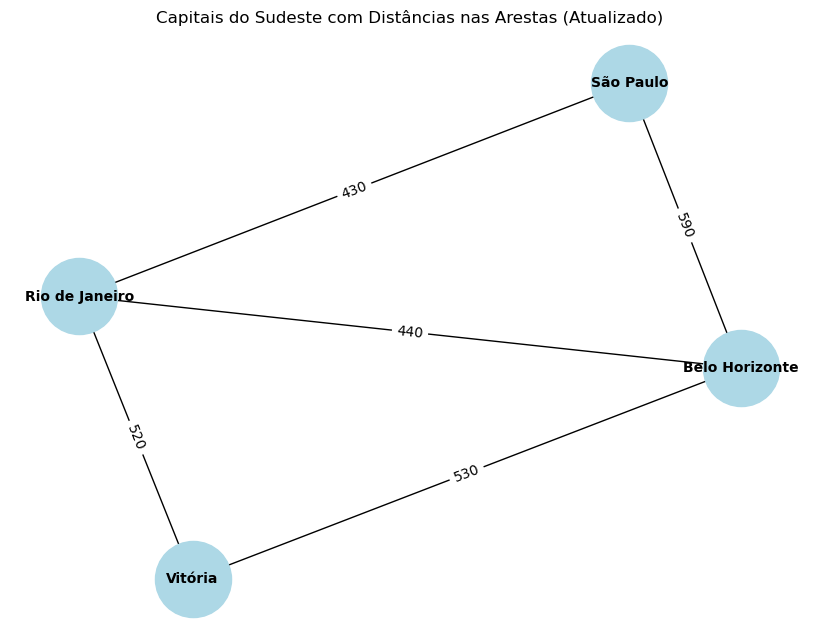 Capitais do Sudeste com Distâncias nas Arestas (Atualizado)
São Paulo
430
590
Rio de Janeiro
440
Belo Horizonte
520
530
Vitória